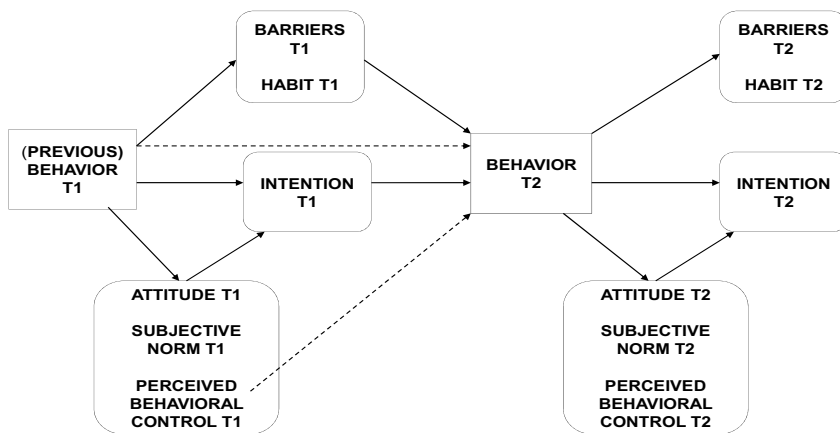 BARRIERS
T1
HABIT T1
(PREVIOUS)
BEHAVIOR
T1
INTENTION
T1
ATTITUDE T1
SUBJECTIVE
NORM T1
PERCEIVED
BEHAVIORAL
CONTROL T1
BEHAVIOR
T2
BARRIERS
T2
HABIT T2
INTENTION
T2
ATTITUDE T2
SUBJECTIVE
NORM T2
PERCEIVED
BEHAVIORAL
CONTROL T2